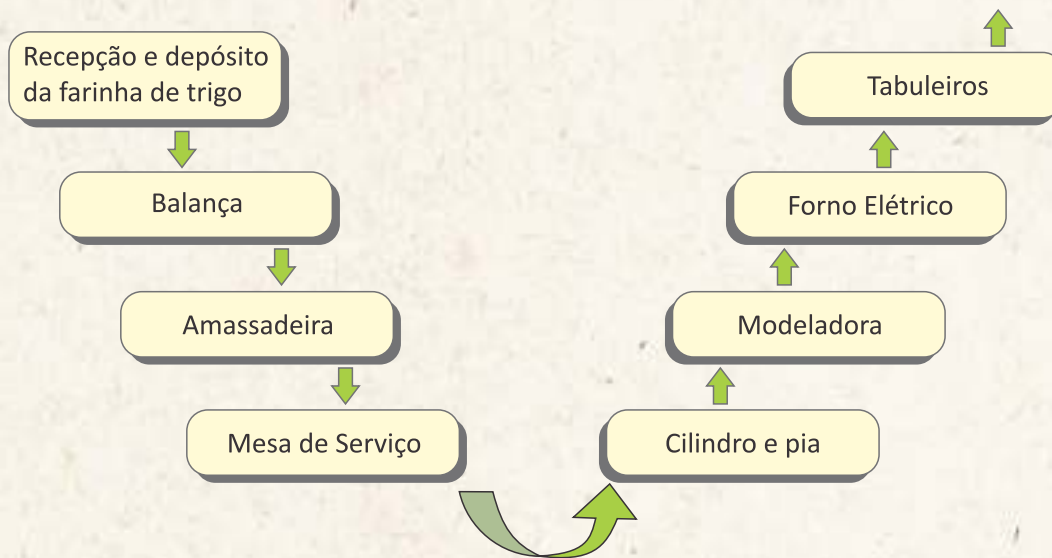 Recepção e depósito
da farinha de trigo
Balança
Amassadeira
Mesa de Serviço
Cilindro e pia
Modeladora
Forno Elétrico
Tabuleiros